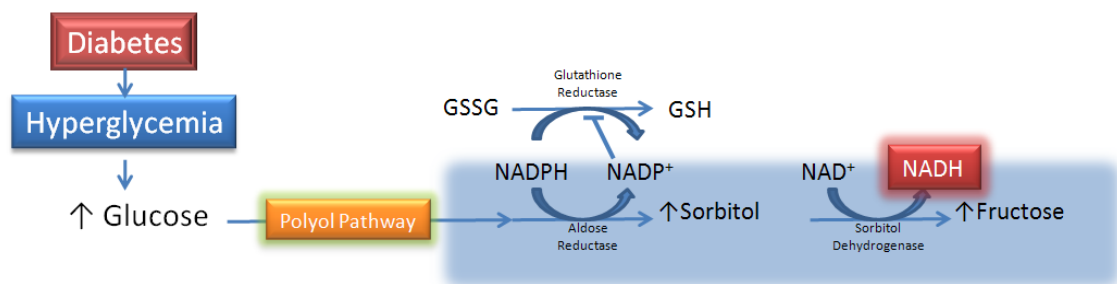 Diabetes
Hyperglycemia
↑ Glucose
Polyol Pathway
Glutathione
Reductase
GSSG
GSH
NADPH
NADP⁺
Aldose
Reductase
↑Sorbitol
NAD⁺
NADH
Sorbitol
Dehydrogenase
↑Fructose